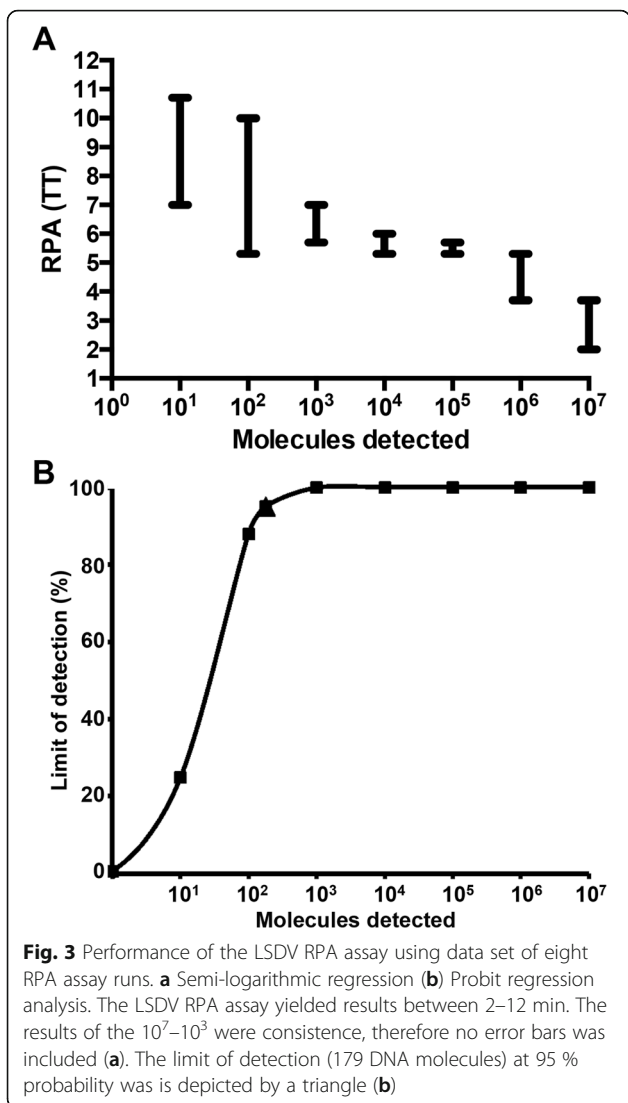 A
12
11
10
9
8
7
6
5
4
3
2
1
RPA (TT)
10⁰ 10¹ 10² 10³ 10⁴ 10⁵ 10⁶ 10⁷
Molecules detected
B
100
80
60
40
20
0
Limit of detection (%)
10¹ 10² 10³ 10⁴ 10⁵ 10⁶ 10⁷
Molecules detected
Fig. 3 Performance of the LSDV RPA assay using data set of eight
RPA assay runs. a Semi-logarithmic regression (b) Probit regression
analysis. The LSDV RPA assay yielded results between 2–12 min. The
results of the 10⁷–10³ were consistence, therefore no error bars was
included (a). The limit of detection (179 DNA molecules) at 95 %
probability was is depicted by a triangle (b)